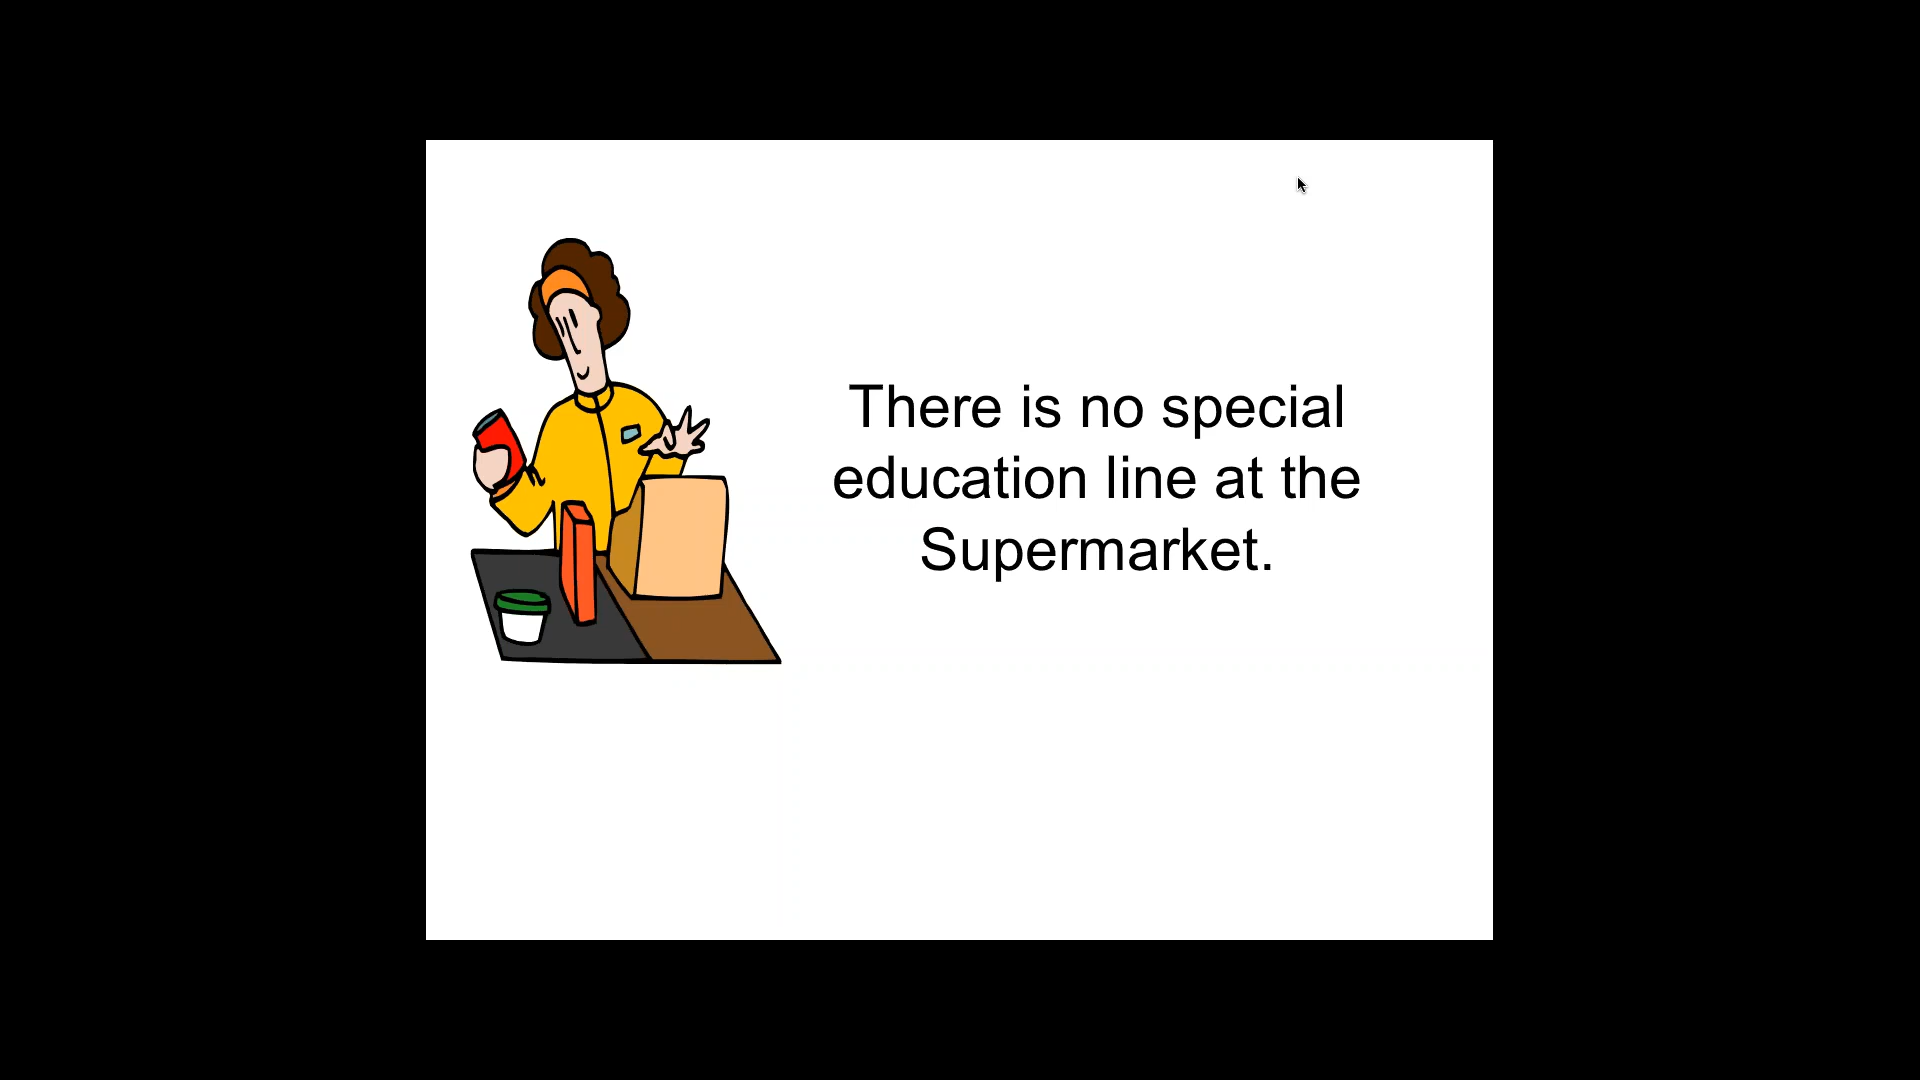 There is no special
education line at the
Supermarket.